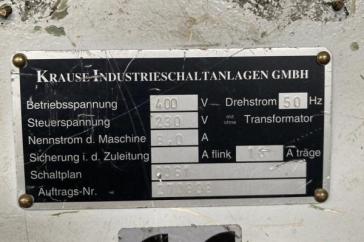 KRAUSE INDUSTRIESCHALTANLAGEN GMBH
Betriebsspannung 400 V Drehstrom 50 Hz
Steuerspannung 230 V mit ohne Transformator
Nennstrom d. Maschine A
Sicherung i. d. Zuleitung A flink A träge
Schaltplan
Auftrags-Nr.